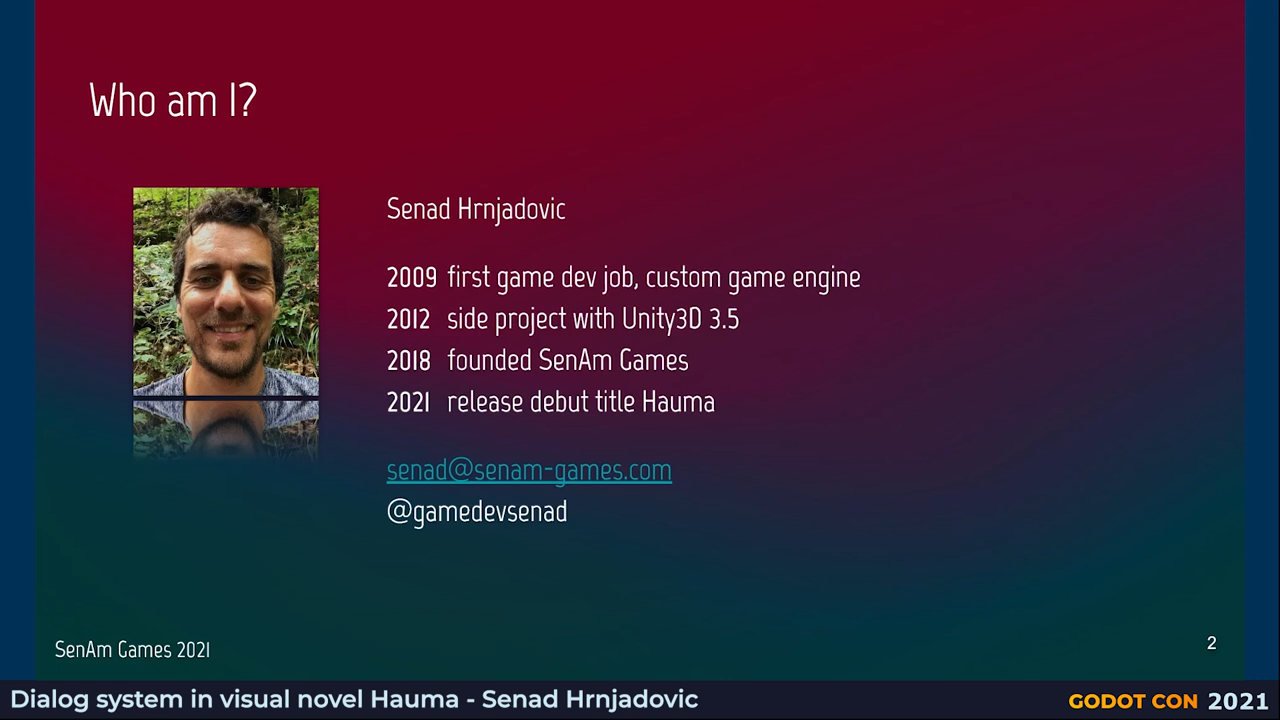 Who am I?
Senad Hrnjadovic
2009 first game dev job, custom game engine
2012 side project with Unity3D 3.5
2018 founded SenAm Games
2021 release debut title Hauma
senad@senam-games.com
@gamedevsenad
SenAm Games 2021
2
Dialog system in visual novel Hauma - Senad Hrnjadovic
GODOT CON 2021